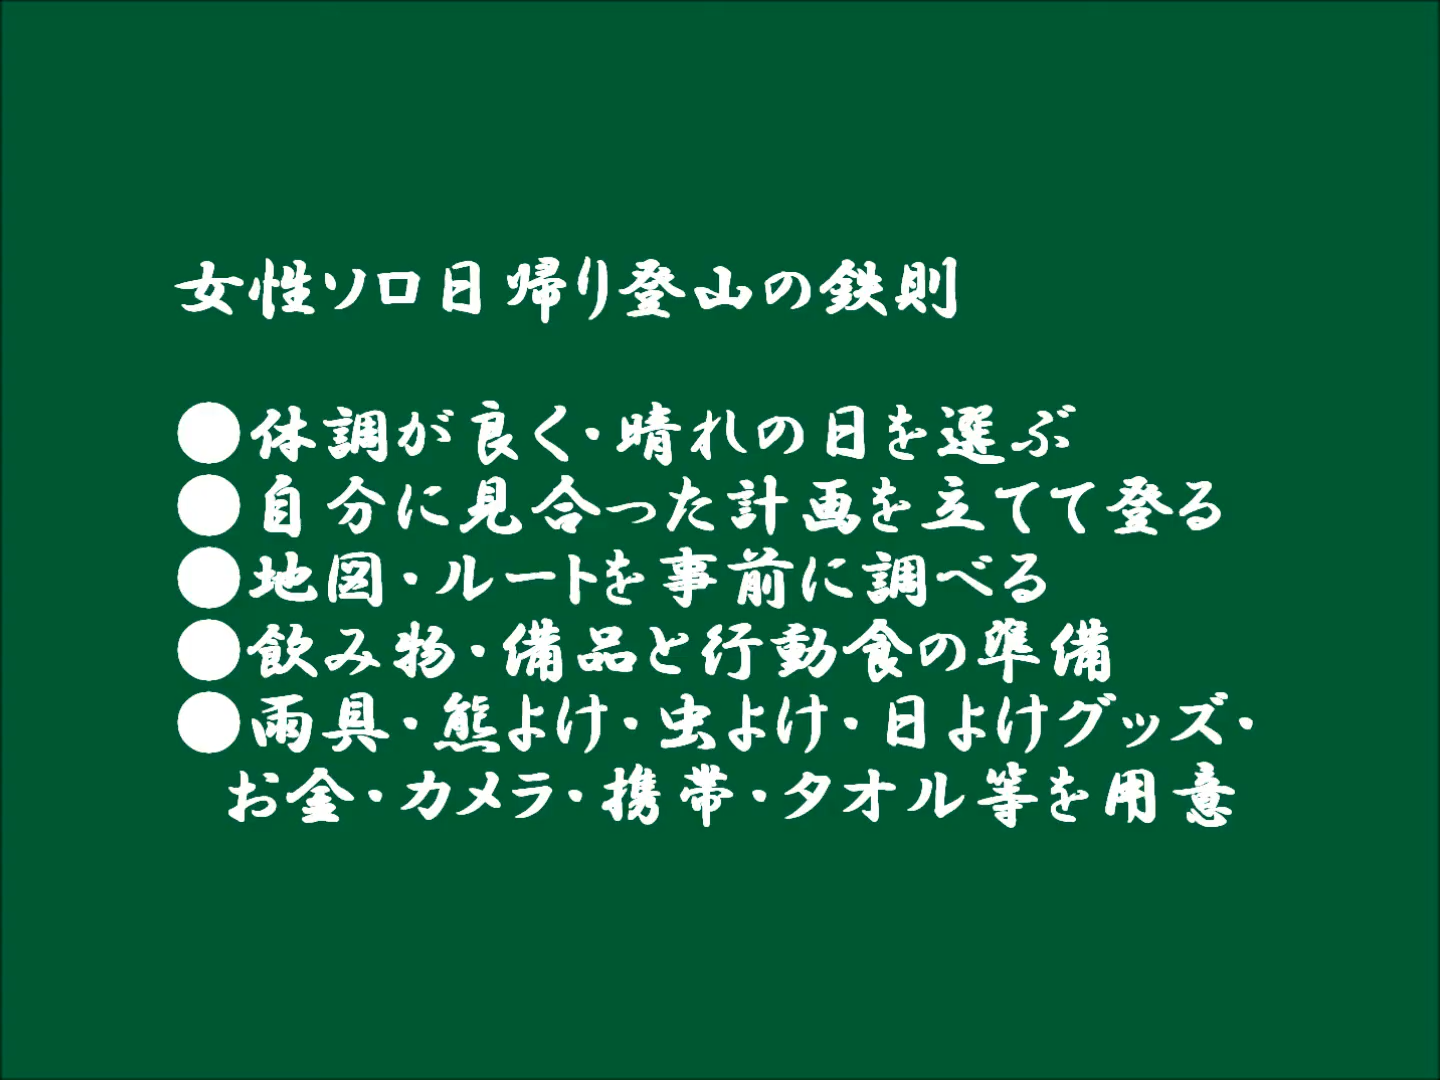 女性ソロ日帰り登山の鉄則
●体調が良く・晴れの日を選ぶ
●自分に見合った計画を立てて登る
●地図・ルートを事前に調べる
●飲み物・備品と行動食の準備
●雨具・熊よけ・虫よけ・日よけグッズ・
お金・カメラ・携帯・タオル等を用意